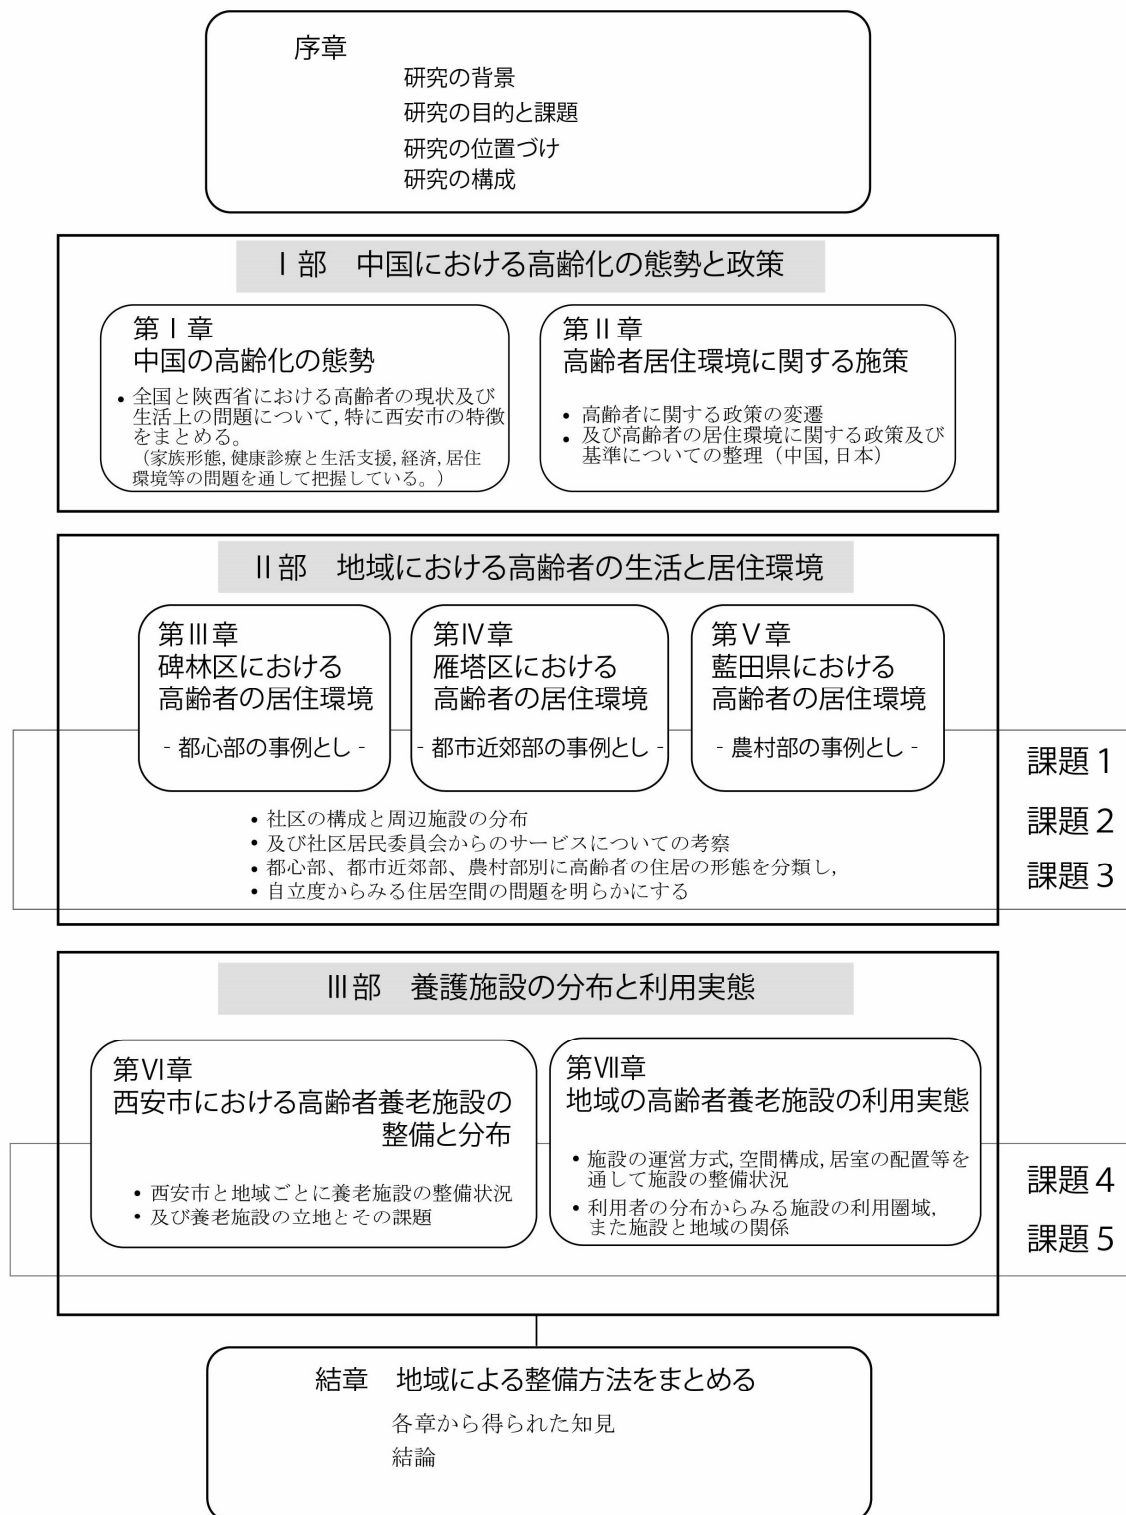 序章
研究の背景
研究の目的と課題
研究の位置づけ
研究の構成
Ⅰ部　中国における高齢化の態勢と政策
第Ⅰ章
中国の高齢化の態勢
• 全国と陝西省における高齢者の現状及び
生活上の問題について,特に西安市の特徴
をまとめる。
（家族形態,健康診療と生活支援,経済,居住
環境等の問題を通して把握している。）
第Ⅱ章
高齢者居住環境に関する施策
• 高齢者に関する政策の変遷
• 及び高齢者の居住環境に関する政策及び
基準についての整理（中国,日本）
Ⅱ部　地域における高齢者の生活と居住環境
第Ⅲ章
碑林区における
高齢者の居住環境
- 都心部の事例とし -
第Ⅳ章
雁塔区における
高齢者の居住環境
- 都市近郊部の事例とし -
第Ⅴ章
藍田県における
高齢者の居住環境
- 農村部の事例とし -
• 社区の構成と周辺施設の分布
• 及び社区居民委員会からのサービスについての考察
• 都心部、都市近郊部、農村部別に高齢者の住居の形態を分類し,
• 自立度からみる住居空間の問題を明らかにする
課題1
課題2
課題3
Ⅲ部　養護施設の分布と利用実態
第Ⅵ章
西安市における高齢者養老施設の
整備と分布
• 西安市と地域ごとに養老施設の整備状況
• 及び養老施設の立地とその課題
第Ⅶ章
地域の高齢者養老施設の利用実態
• 施設の運営方式,空間構成,居室の配置等を
通して施設の整備状況
• 利用者の分布からみる施設の利用圏域,
また施設と地域の関係
課題4
課題5
結章　地域による整備方法をまとめる
各章から得られた知見
結論